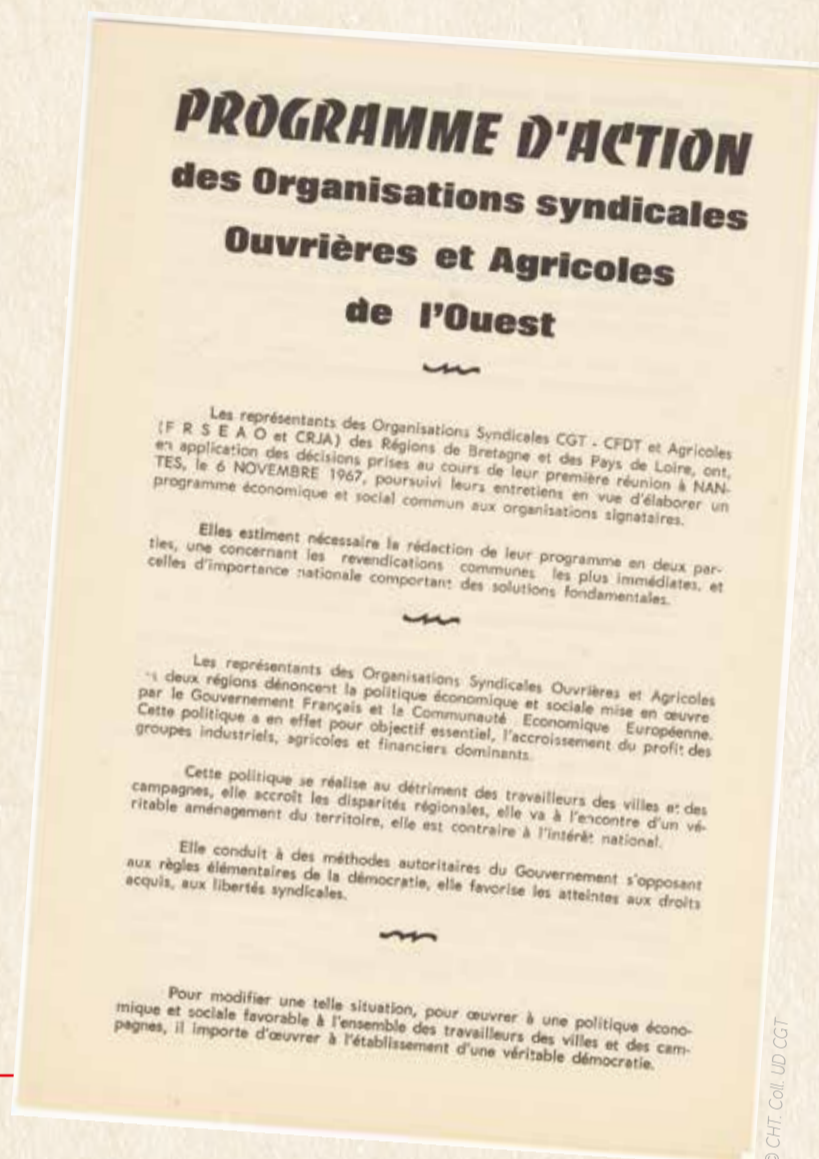 PROGRAMME D'ACTION
des Organisations syndicales
Ouvrières et Agricoles
de l'Ouest
Les représentants des Organisations Syndicales CGT - CFDT et Agricoles
(F R S E A O et CRJA) des Régions de Bretagne et des Pays de Loire, ont,
en application des décisions prises au cours de leur première réunion à NAN-
TES, le 6 NOVEMBRE 1967, poursuivi leurs entretiens en vue d'élaborer un
programme économique et social commun aux organisations signataires.
Elles estiment nécessaire la rédaction de leur programme en deux par-
ties, une concernant les revendications communes les plus immédiates, et
celles d'importance nationale comportant des solutions fondamentales.
Les représentants des Organisations Syndicales Ouvrières et Agricoles
deux régions dénoncent la politique économique et sociale mise en œuvre
par le Gouvernement Français et la Communauté Economique Européenne.
Cette politique a en effet pour objectif essentiel, l'accroissement du profit des
groupes industriels, agricoles et financiers dominants.
Cette politique se réalise au détriment des travailleurs des villes et des
campagnes, elle accroît les disparités régionales, elle va à l'encontre d'un vé-
ritable aménagement du territoire, elle est contraire à l'intérêt national.
Elle conduit à des méthodes autoritaires du Gouvernement s'opposant
aux règles élémentaires de la démocratie, elle favorise les atteintes aux droits
acquis, aux libertés syndicales.
Pour modifier une telle situation, pour œuvrer à une politique écono-
mique et sociale favorable à l'ensemble des travailleurs des villes et des cam-
pagnes, il importe d'œuvrer à l'établissement d'une véritable démocratie.
© CHT. Coll. UD CGT